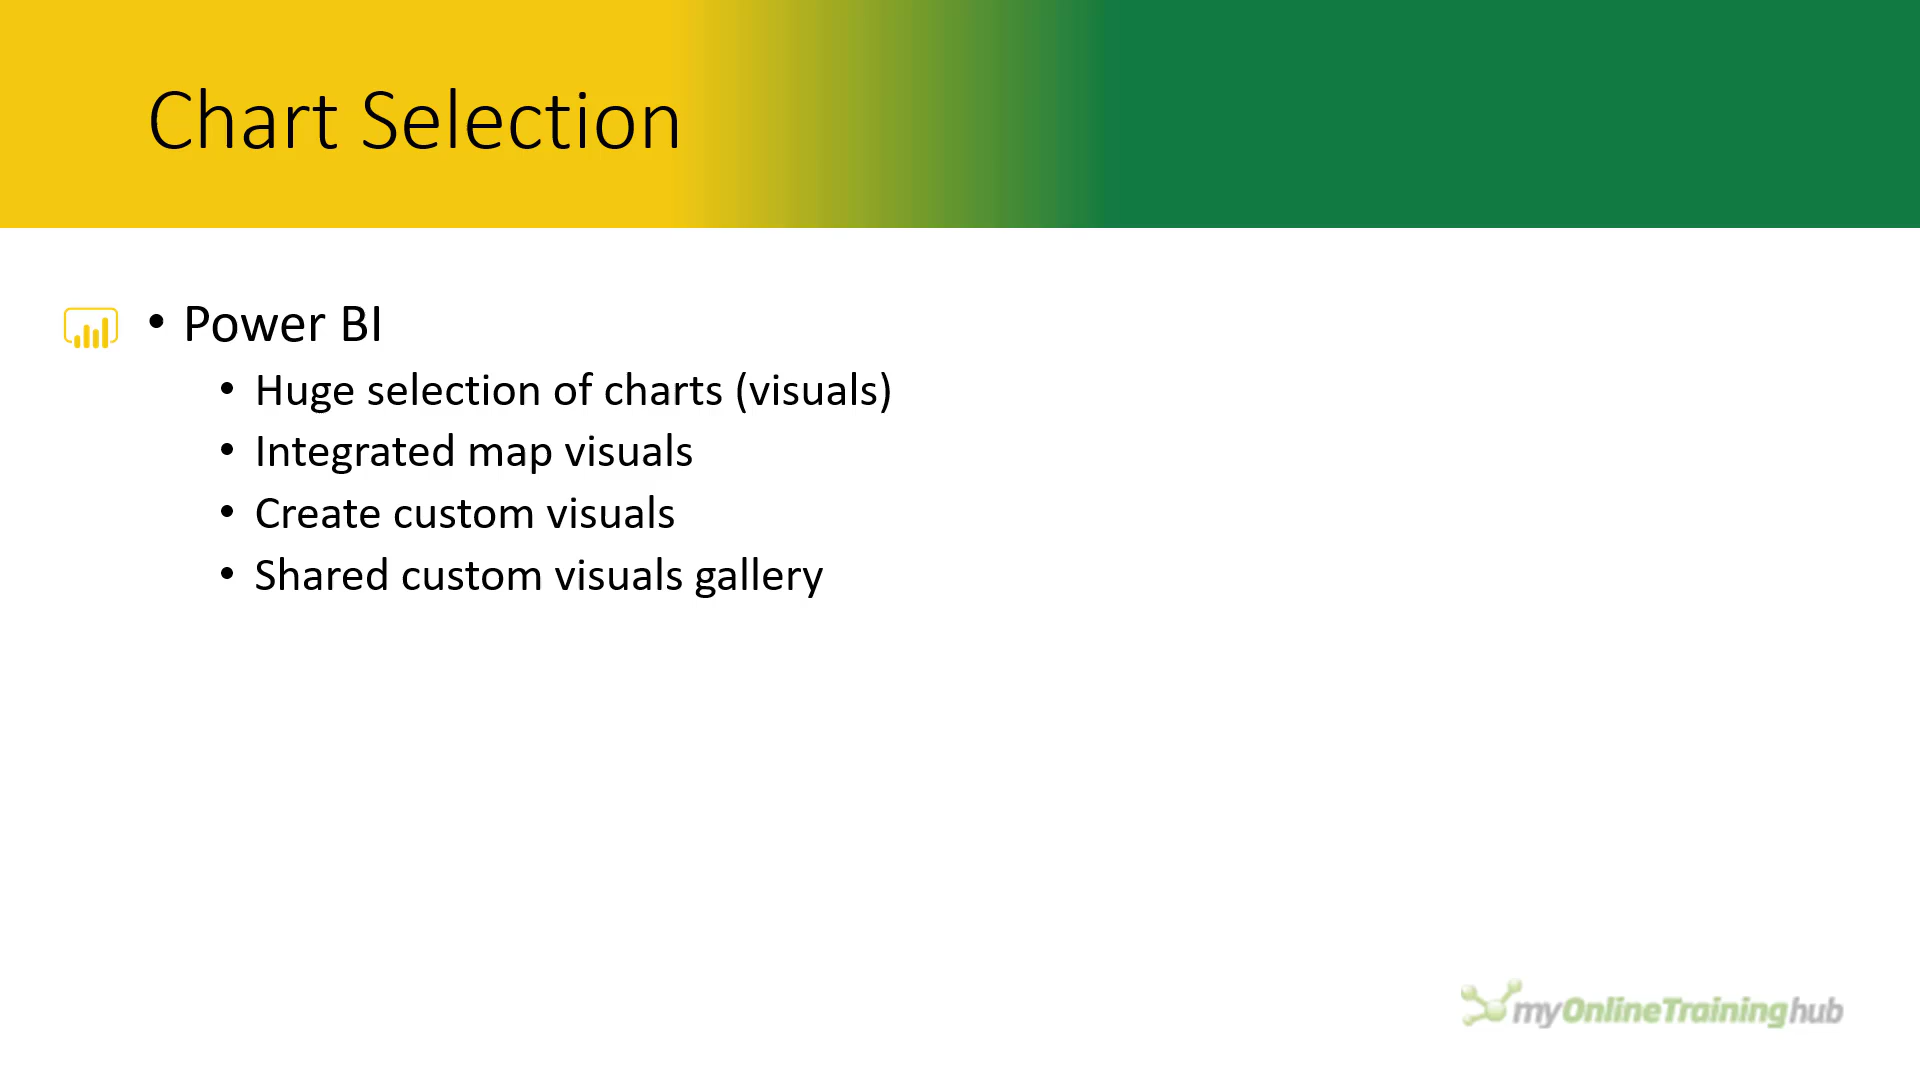 Chart Selection
• Power BI
• Huge selection of charts (visuals)
• Integrated map visuals
• Create custom visuals
• Shared custom visuals gallery
myOnlineTraininghub